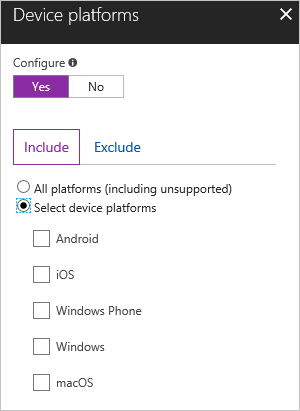 Device platforms
Configure
Yes No
Include Exclude
All platforms (including unsupported)
Select device platforms
Android
iOS
Windows Phone
Windows
macOS